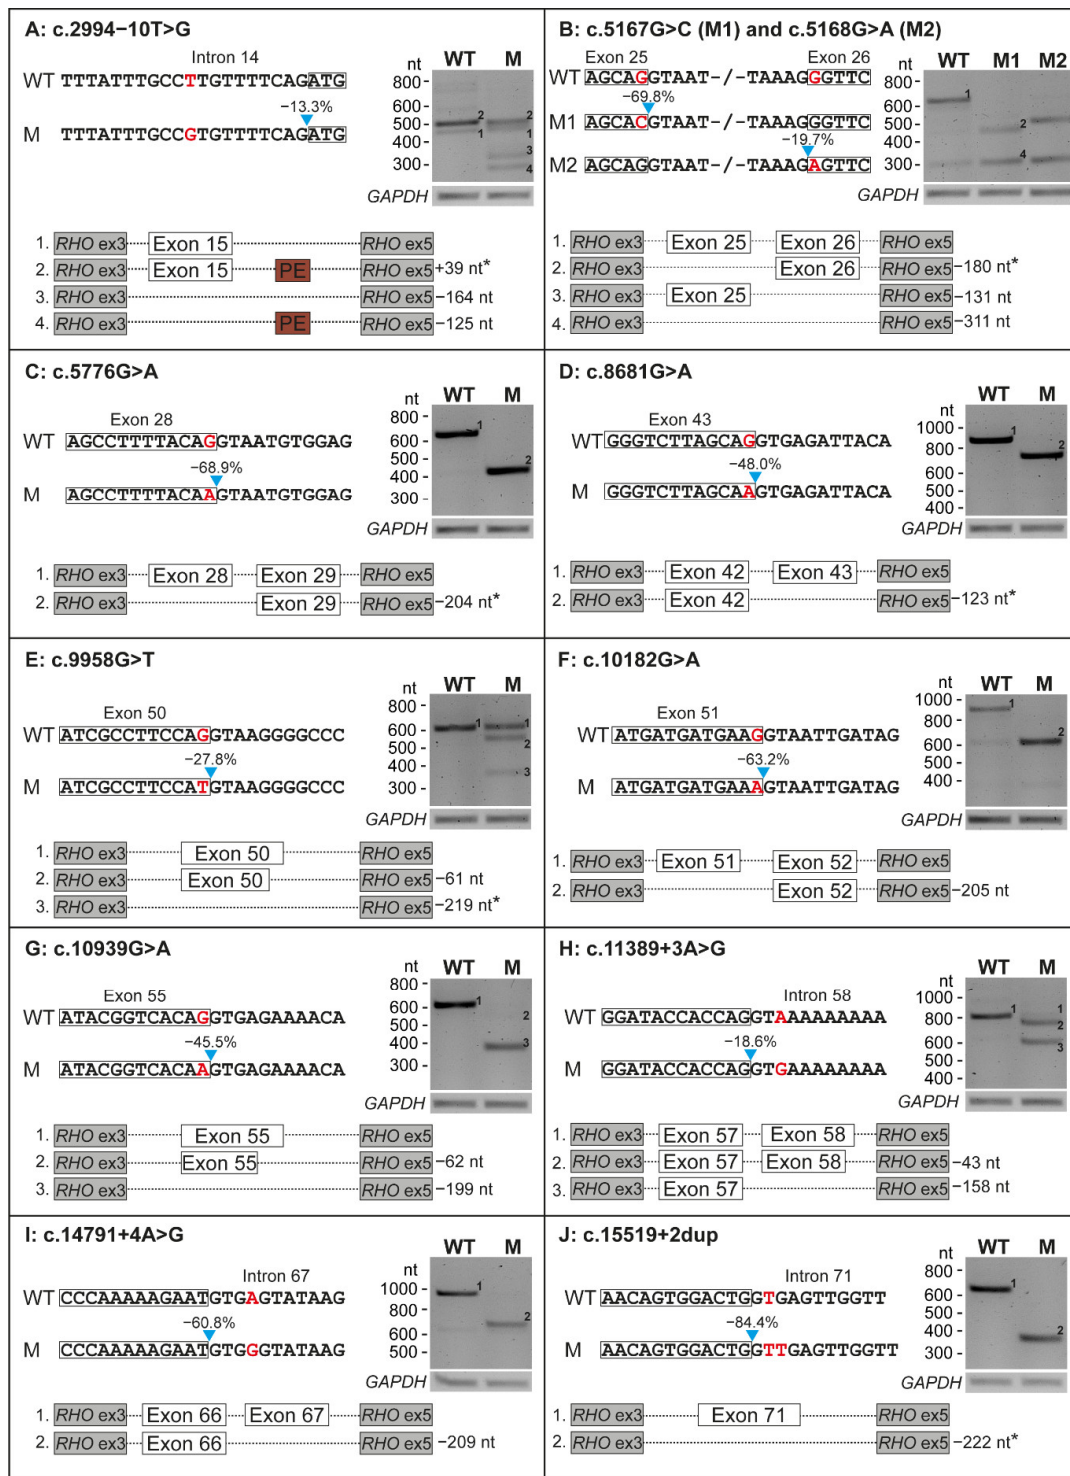 A: c.2994−10T>G
Intron 14
WT TTTATTTGCCTTGTTTTCAGATG
−13.3%
M TTTATTTGCCGTGTTTTCAGATG
nt WT M
800 -
600 -
500 -
400 -
300 -
2
1
2
1
3
4
GAPDH
1. RHO ex3 Exon 15 RHO ex5
2. RHO ex3 Exon 15 PE RHO ex5 +39 nt*
3. RHO ex3 RHO ex5 −164 nt
4. RHO ex3 PE RHO ex5 −125 nt
B: c.5167G>C (M1) and c.5168G>A (M2)
Exon 25 Exon 26
WT AGCAGGTAAT-/-TAAAGGGTTC
−69.8%
M1 AGCACGTAAT-/-TAAAGGGTTC
−19.7%
M2 AGCAGGTAAT-/-TAAAGAGTTC
nt WT M1 M2
800 -
600 -
500 -
400 -
300 -
1
2
4
GAPDH
1. RHO ex3 Exon 25 Exon 26 RHO ex5
2. RHO ex3 Exon 26 RHO ex5 −180 nt*
3. RHO ex3 Exon 25 RHO ex5 −131 nt
4. RHO ex3 RHO ex5 −311 nt
C: c.5776G>A
Exon 28
WT AGCCTTTTACAGGTAATGTGGAG
−68.9%
M AGCCTTTTACAAGTAATGTGGAG
nt WT M
800 -
600 -
500 -
400 -
300 -
1
2
GAPDH
1. RHO ex3 Exon 28 Exon 29 RHO ex5
2. RHO ex3 Exon 29 RHO ex5 −204 nt*
D: c.8681G>A
Exon 43
WT GGGTCTTAGCAGGTGAGATTACA
−48.0%
M GGGTCTTAGCAAGTGAGATTACA
nt WT M
1000 -
800 -
600 -
500 -
400 -
1
2
GAPDH
1. RHO ex3 Exon 42 Exon 43 RHO ex5
2. RHO ex3 Exon 42 RHO ex5 −123 nt*
E: c.9958G>T
Exon 50
WT ATCGCCTTCCAGGTAAGGGGCCC
−27.8%
M ATCGCCTTCCATGTAAGGGGCCC
nt WT M
800 -
600 -
500 -
400 -
300 -
1
1
2
3
GAPDH
1. RHO ex3 Exon 50 RHO ex5
2. RHO ex3 Exon 50 RHO ex5 −61 nt
3. RHO ex3 RHO ex5 −219 nt*
F: c.10182G>A
Exon 51
WT ATGATGATGAAGGTAATTGATAG
−63.2%
M ATGATGATGAAAGTAATTGATAG
nt WT M
1000 -
800 -
600 -
500 -
400 -
1
2
GAPDH
1. RHO ex3 Exon 51 Exon 52 RHO ex5
2. RHO ex3 Exon 52 RHO ex5 −205 nt
G: c.10939G>A
Exon 55
WT ATACGGTCACAGGTGAGAAAACA
−45.5%
M ATACGGTCACAAGTGAGAAAACA
nt WT M
800 -
600 -
500 -
400 -
300 -
1
2
3
GAPDH
1. RHO ex3 Exon 55 RHO ex5
2. RHO ex3 Exon 55 RHO ex5 −62 nt
3. RHO ex3 RHO ex5 −199 nt
H: c.11389+3A>G
Intron 58
WT GGATACCACCAGGTAAAAAAAAA
−18.6%
M GGATACCACCAGGTGAAAAAAAA
nt WT M
1000 -
800 -
600 -
500 -
400 -
1
2
3
GAPDH
1. RHO ex3 Exon 57 Exon 58 RHO ex5
2. RHO ex3 Exon 57 Exon 58 RHO ex5 −43 nt
3. RHO ex3 Exon 57 RHO ex5 −158 nt
I: c.14791+4A>G
Intron 67
WT CCCAAAAAGAATGTGAGTATAAG
−60.8%
M CCCAAAAAGAATGTGGGTATAAG
nt WT M
1000 -
800 -
600 -
500 -
1
2
GAPDH
1. RHO ex3 Exon 66 Exon 67 RHO ex5
2. RHO ex3 Exon 66 RHO ex5 −209 nt
J: c.15519+2dup
Intron 71
WT AACAGTGGACTGGTGAGTTGGTT
−84.4%
M AACAGTGGACTGGTTGAGTTGGTT
nt WT M
800 -
600 -
500 -
400 -
300 -
1
2
GAPDH
1. RHO ex3 Exon 71 RHO ex5
2. RHO ex3 RHO ex5 −222 nt*